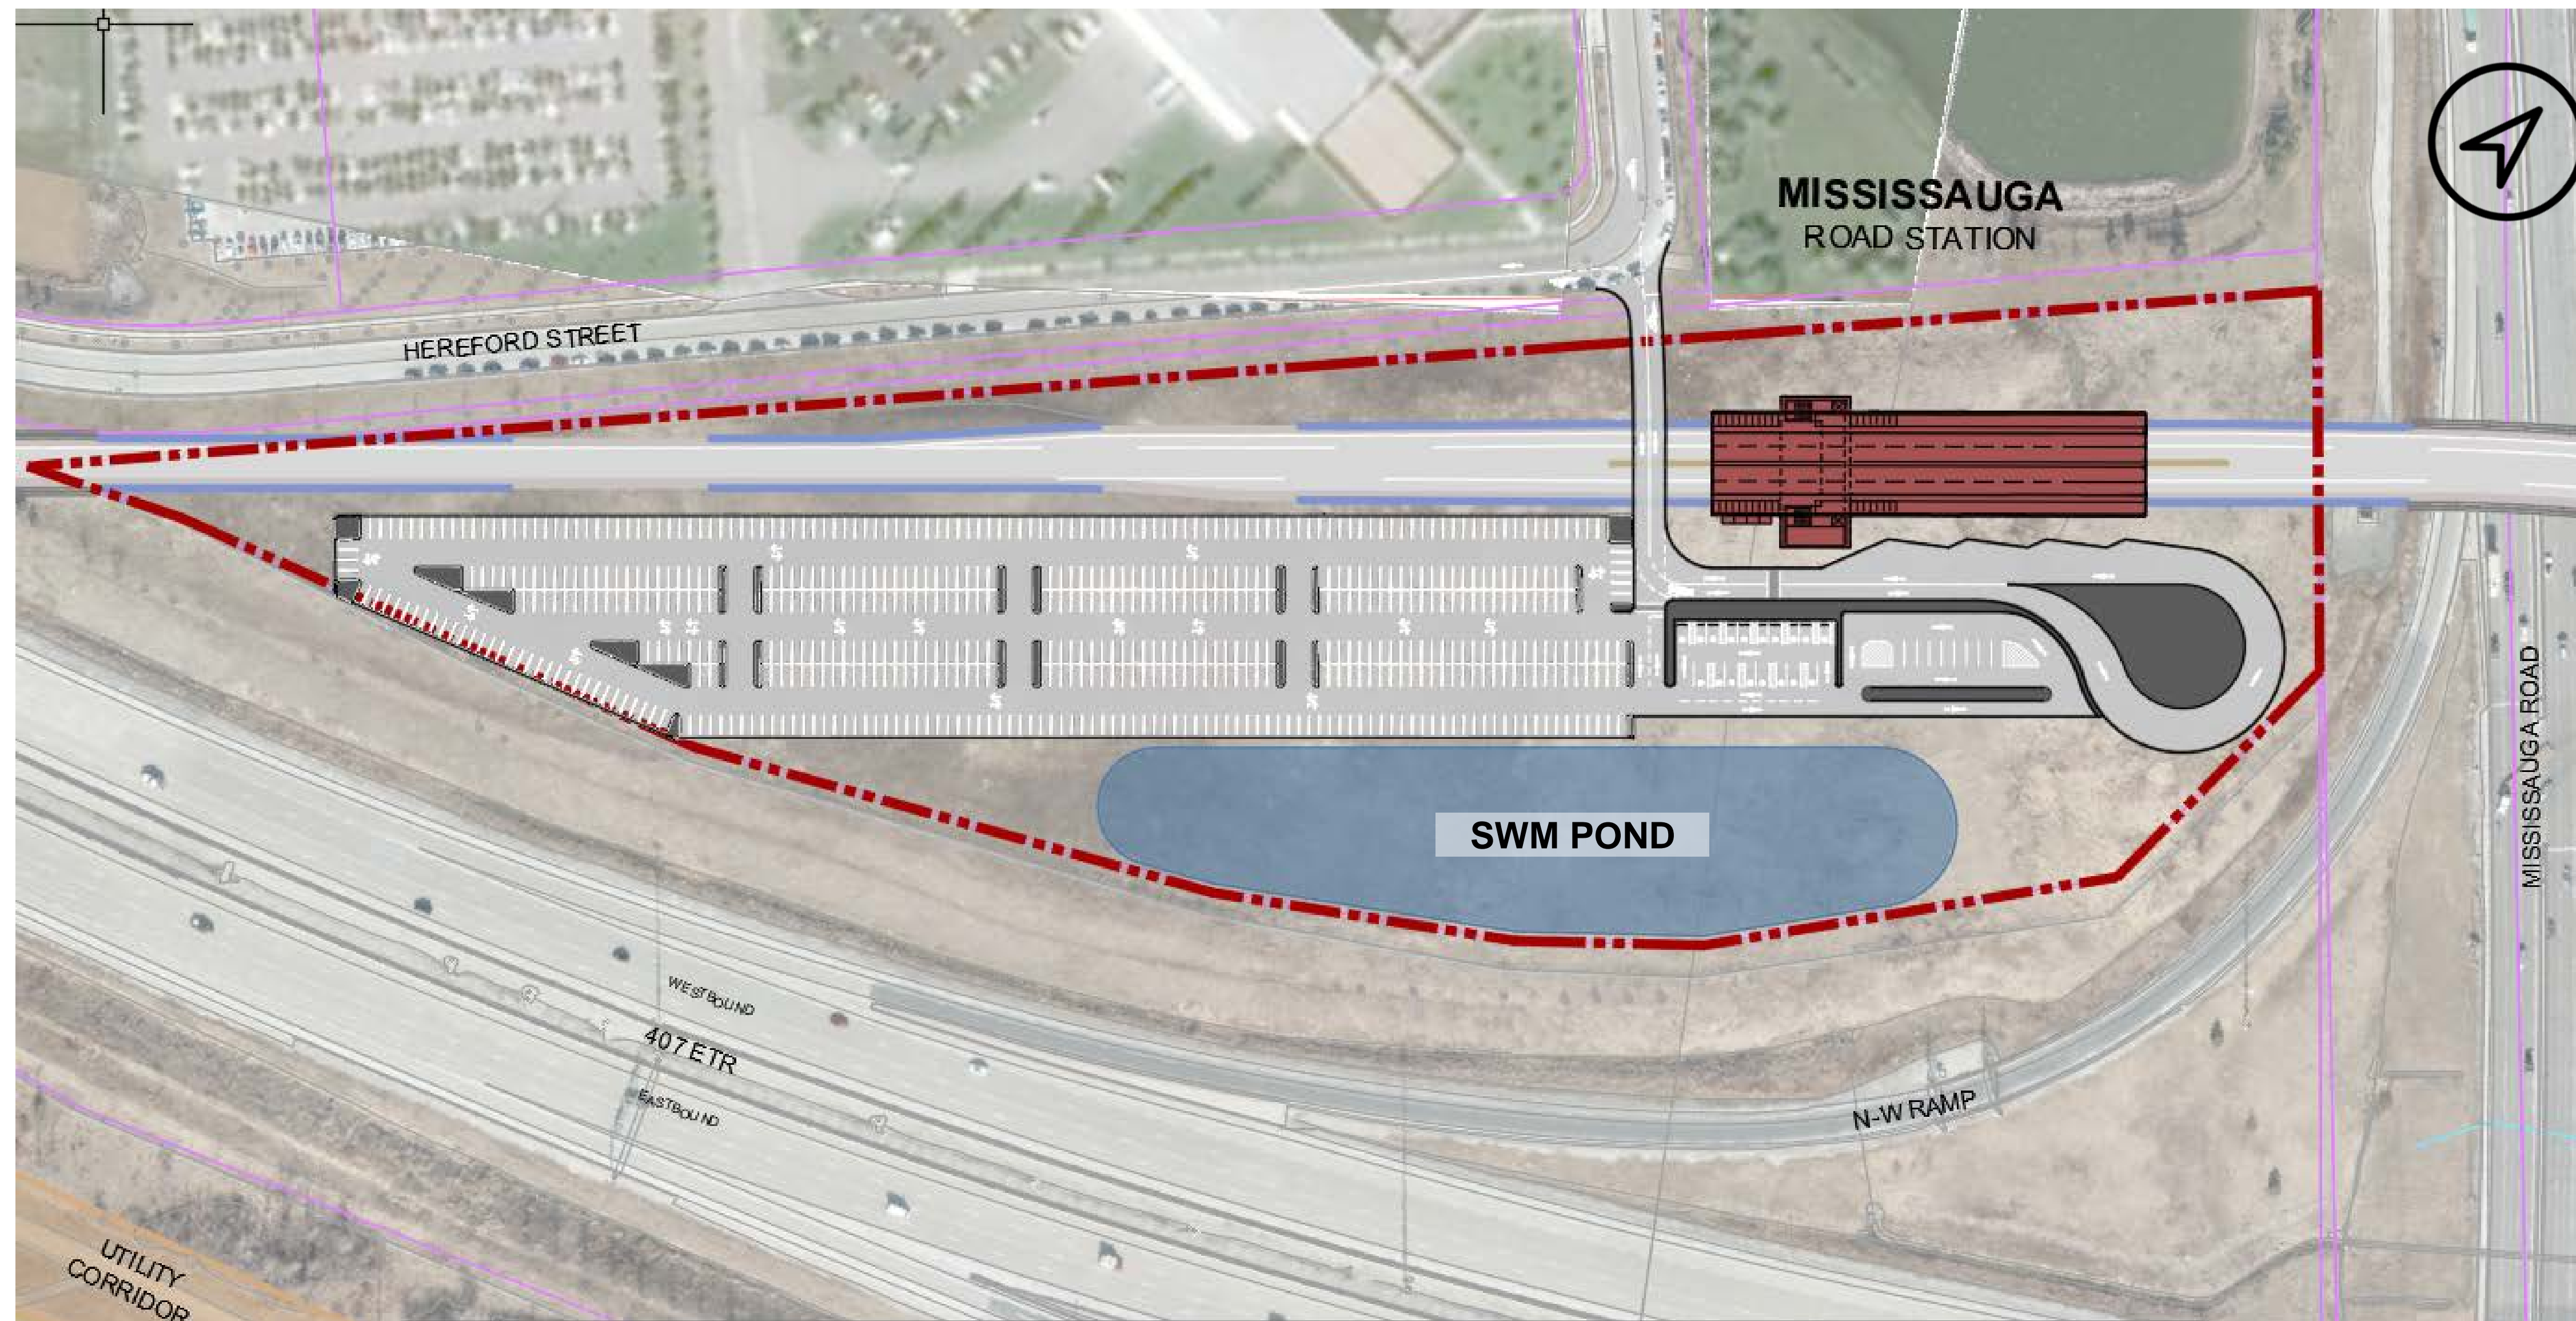 MISSISSAUGA
ROAD STATION
HEREFORD STREET
MISSISSAUGA ROAD
SWM POND
WESTBOUND
407 ETR
EASTBOUND
N-W RAMP
UTILITY
CORRIDOR